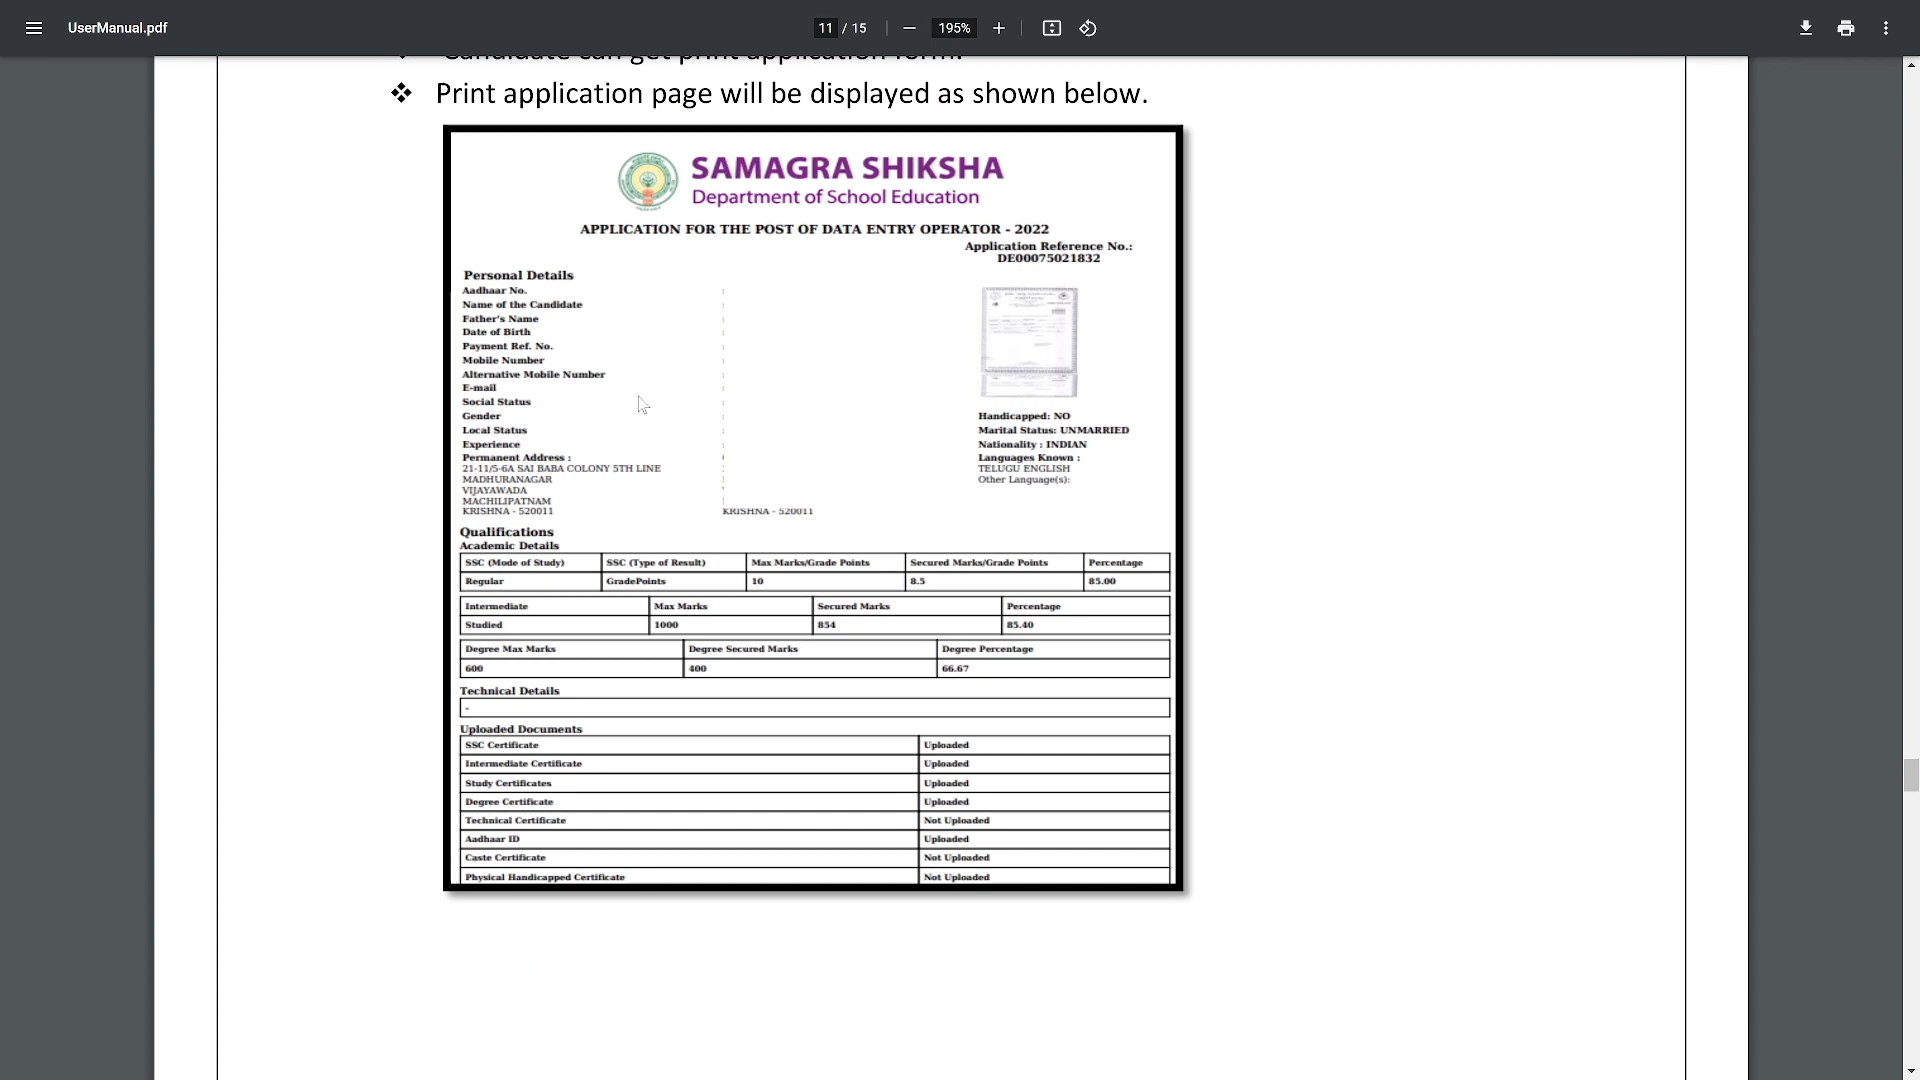 UserManual.pdf
11 / 15
195%
Candidate can get print application form.
❖ Print application page will be displayed as shown below.
SAMAGRA SHIKSHA
Department of School Education
APPLICATION FOR THE POST OF DATA ENTRY OPERATOR - 2022
Application Reference No.:
DE00075021832
Personal Details
Aadhaar No. :
Name of the Candidate :
Father's Name :
Date of Birth :
Payment Ref. No. :
Mobile Number :
Alternative Mobile Number :
E-mail :
Social Status :
Gender : Handicapped: NO
Local Status : Marital Status: UNMARRIED
Experience : Nationality : INDIAN
Permanent Address : Languages Known :
21-11/5-6A SAI BABA COLONY 5TH LINE TELUGU ENGLISH
MADHURANAGAR Other Language(s):
VIJAYAWADA
MACHILIPATNAM
KRISHNA - 520011 KRISHNA - 520011
Qualifications
Academic Details
SSC (Mode of Study) SSC (Type of Result) Max Marks/Grade Points Secured Marks/Grade Points Percentage
Regular GradePoints 10 8.5 85.00
Intermediate Max Marks Secured Marks Percentage
Studied 1000 854 85.40
Degree Max Marks Degree Secured Marks Degree Percentage
600 400 66.67
Technical Details
-
Uploaded Documents
SSC Certificate Uploaded
Intermediate Certificate Uploaded
Study Certificates Uploaded
Degree Certificate Uploaded
Technical Certificate Not Uploaded
Aadhaar ID Uploaded
Caste Certificate Not Uploaded
Physical Handicapped Certificate Not Uploaded